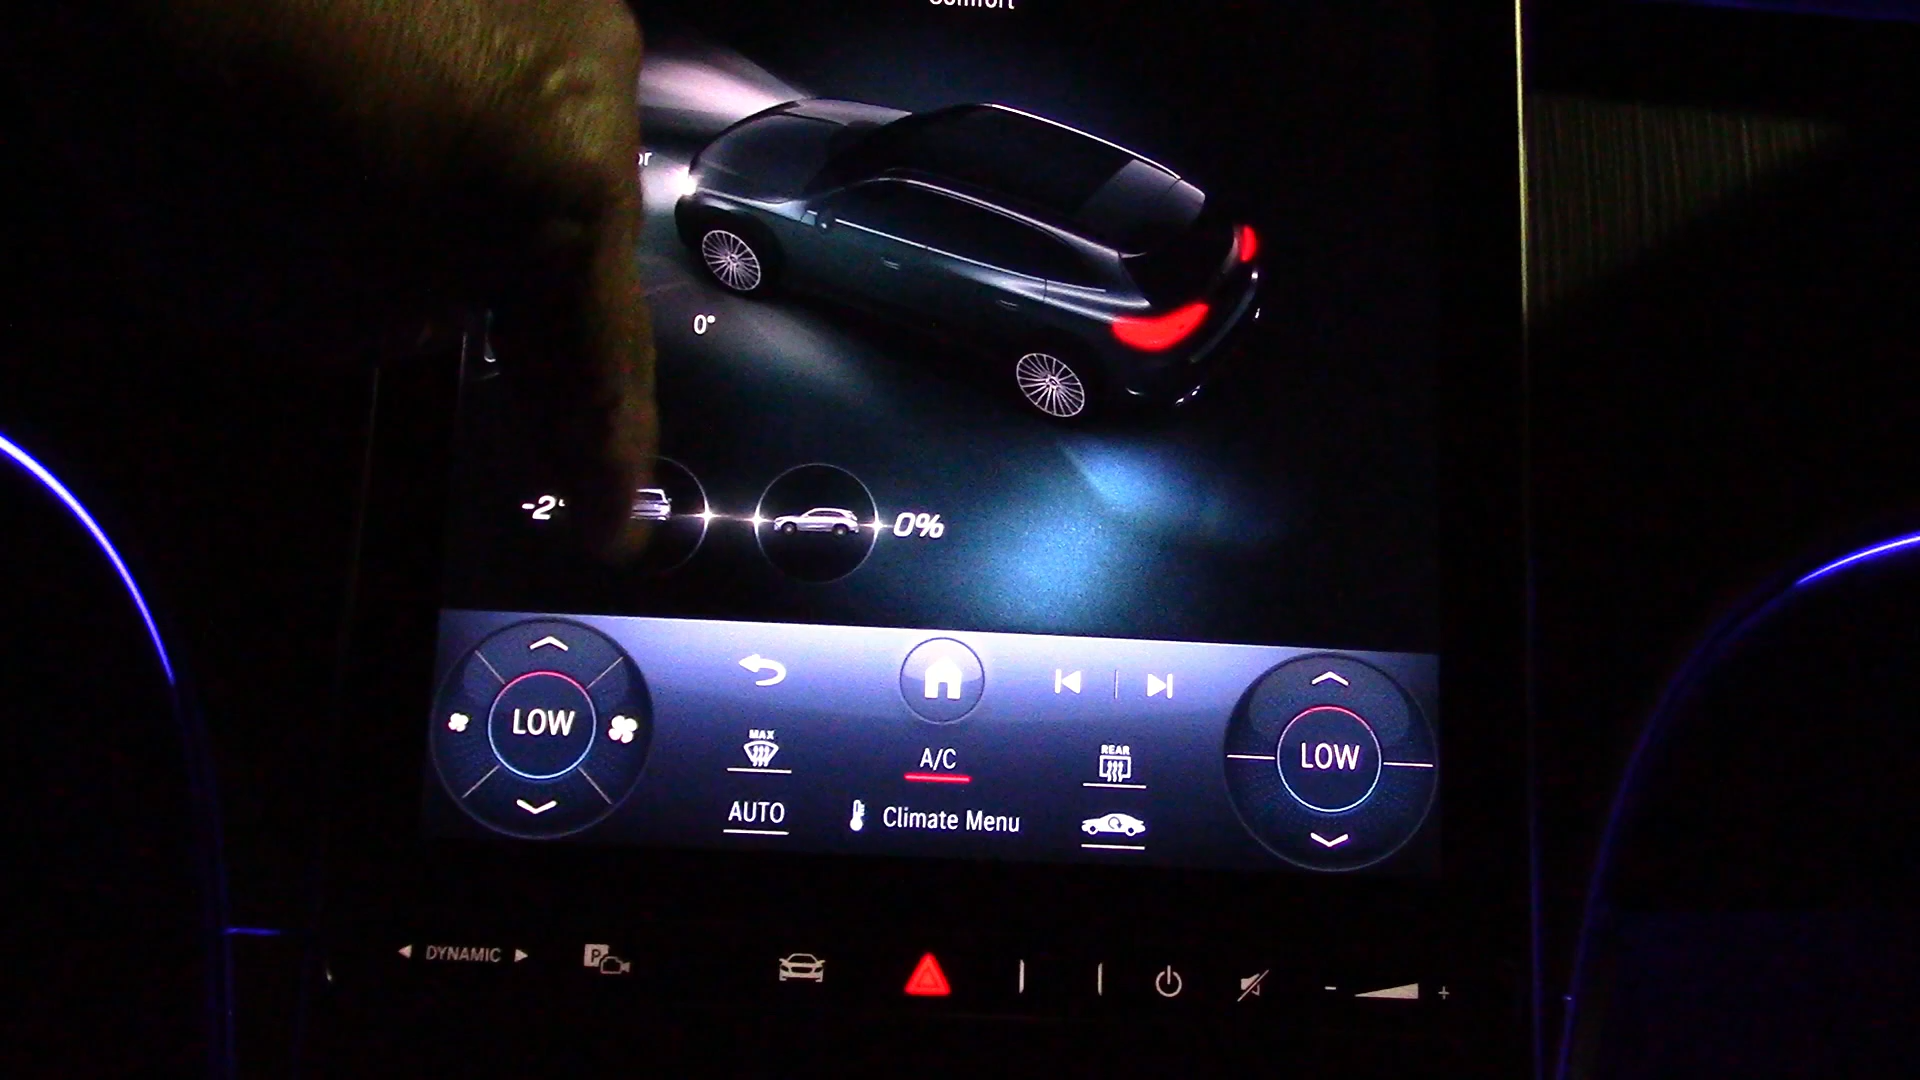 Comfort
0°
-2°
0%
LOW
MAX
A/C
REAR
LOW
AUTO
Climate Menu
DYNAMIC
P
- +